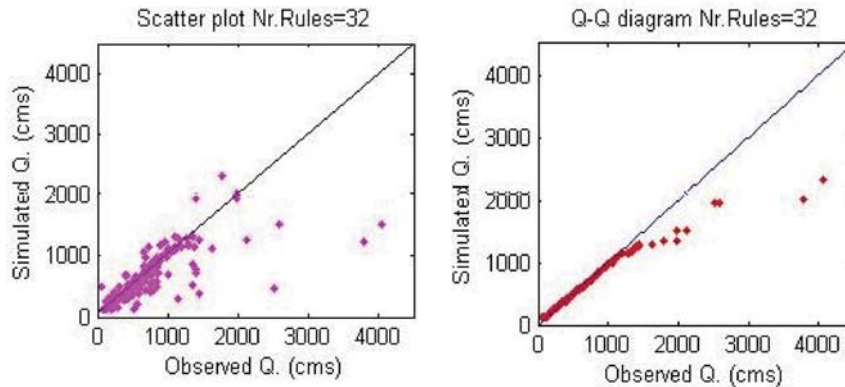 Scatter plot Nr.Rules=32
4000
3000
2000
1000
0
Simulated Q. (cms)
0 1000 2000 3000 4000
Observed Q. (cms)
Q-Q diagram Nr.Rules=32
4000
3000
2000
1000
0
Simulated Q. (cms)
0 1000 2000 3000 4000
Observed Q. (cms)